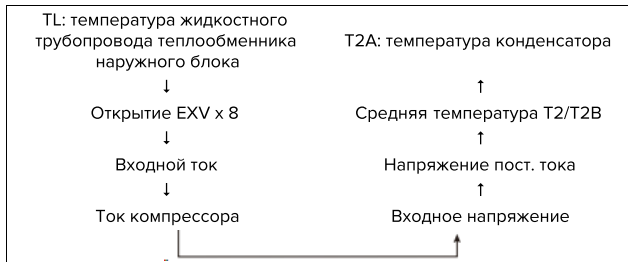 TL: температура жидкостного
трубопровода теплообменника
наружного блока
↓
Открытие EXV x 8
↓
Входной ток
↓
Ток компрессора
T2A: температура конденсатора
↑
Средняя температура T2/T2B
↑
Напряжение пост. тока
↑
Входное напряжение